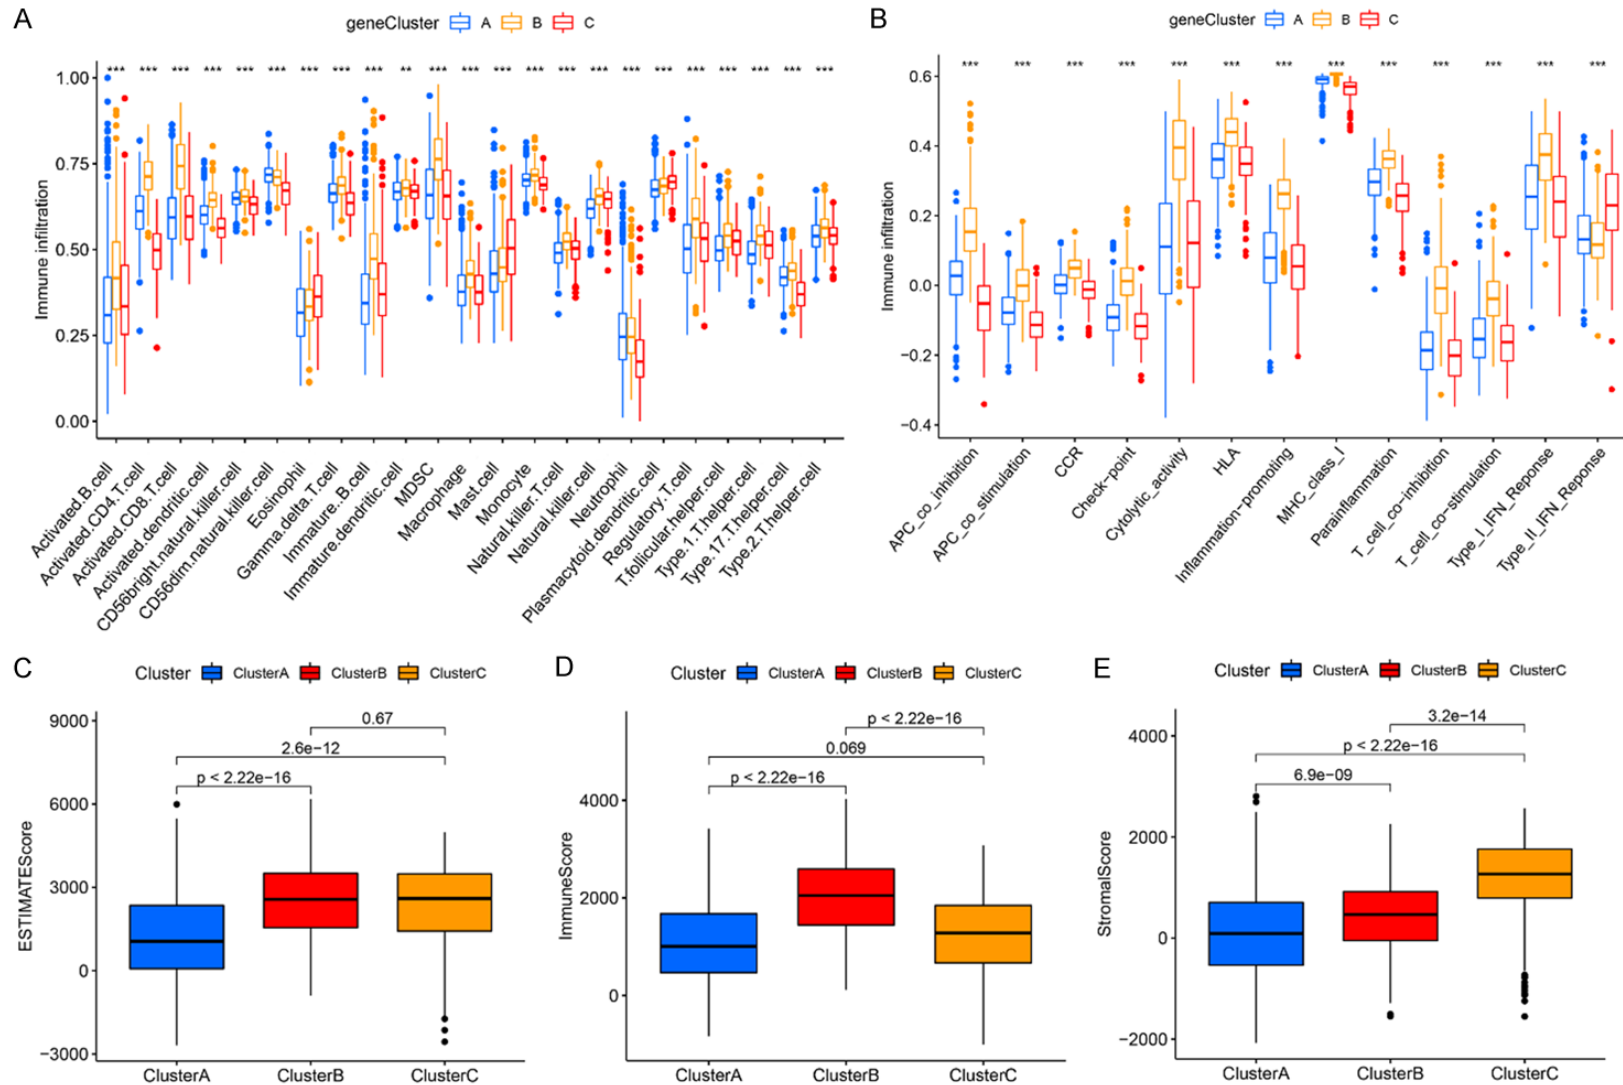 A
geneCluster A B C
*** *** *** *** *** *** *** *** *** ** *** *** *** *** *** *** *** *** *** *** *** *** ***
Immune infiltration
1.00
0.75
0.50
0.25
0.00
Activated.B.cell
Activated.CD4.T.cell
Activated.CD8.T.cell
Activated.dendritic.cell
CD56bright.natural.killer.cell
CD56dim.natural.killer.cell
Eosinophil
Gamma.delta.T.cell
Immature..B.cell
Immature.dendritic.cell
MDSC
Macrophage
Mast.cell
Monocyte
Natural.killer.T.cell
Natural.killer.cell
Neutrophil
Plasmacytoid.dendritic.cell
Regulatory.T.cell
T.follicular.helper.cell
Type.1.T.helper.cell
Type.17.T.helper.cell
Type.2.T.helper.cell
B
geneCluster A B C
*** *** *** *** *** *** *** *** *** *** *** *** ***
Immune infiltration
0.6
0.4
0.2
0.0
−0.2
−0.4
APC_co_inhibition
APC_co_stimulation
CCR
Check−point
Cytolytic_activity
HLA
Inflammation−promoting
MHC_class_I
Parainflammation
T_cell_co−inhibition
T_cell_co−stimulation
Type_I_IFN_Reponse
Type_II_IFN_Reponse
C
Cluster ClusterA ClusterB ClusterC
ESTIMATEScore
9000
6000
3000
0
−3000
0.67
2.6e−12
p < 2.22e−16
ClusterA ClusterB ClusterC
D
Cluster ClusterA ClusterB ClusterC
ImmuneScore
4000
2000
0
p < 2.22e−16
0.069
p < 2.22e−16
ClusterA ClusterB ClusterC
E
Cluster ClusterA ClusterB ClusterC
StromalScore
4000
2000
0
−2000
3.2e−14
p < 2.22e−16
6.9e−09
ClusterA ClusterB ClusterC